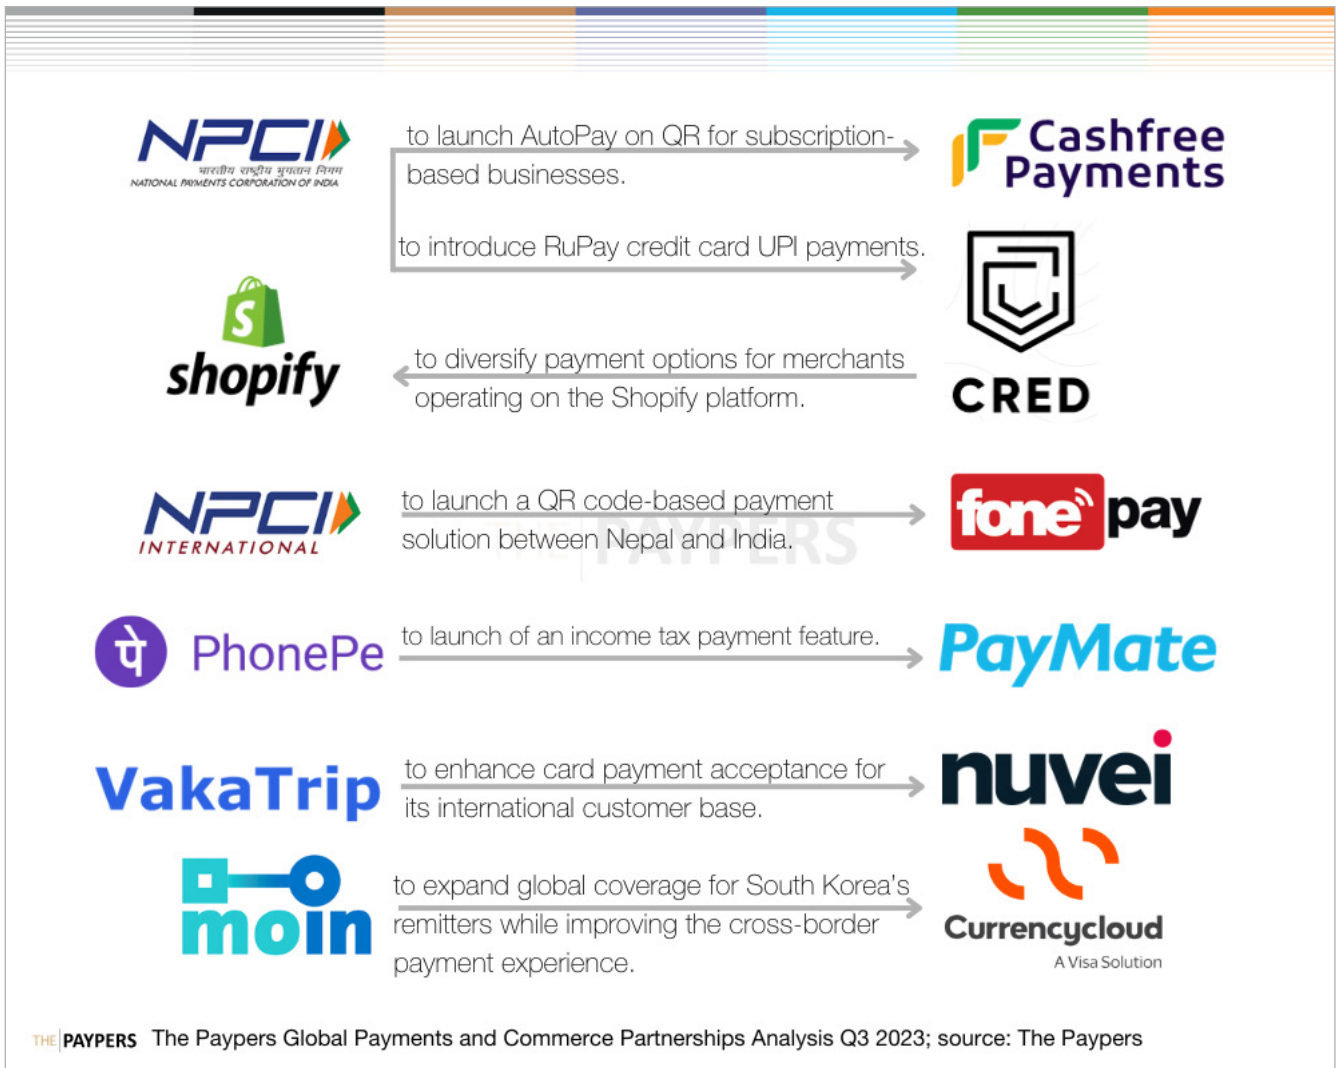 NPCI
भारतीय राष्ट्रीय भुगतान निगम
NATIONAL PAYMENTS CORPORATION OF INDIA
to launch AutoPay on QR for subscription-
based businesses.
Cashfree
Payments
to introduce RuPay credit card UPI payments.
S
shopify
to diversify payment options for merchants
operating on the Shopify platform.
CRED
NPCI
INTERNATIONAL
to launch a QR code-based payment
solution between Nepal and India.
fonepay
THE PAYPERS
पे PhonePe
to launch of an income tax payment feature.
PayMate
VakaTrip
to enhance card payment acceptance for
its international customer base.
nuvei
moin
to expand global coverage for South Korea's
remitters while improving the cross-border
payment experience.
Currencycloud
A Visa Solution
THE PAYPERS The Paypers Global Payments and Commerce Partnerships Analysis Q3 2023; source: The Paypers